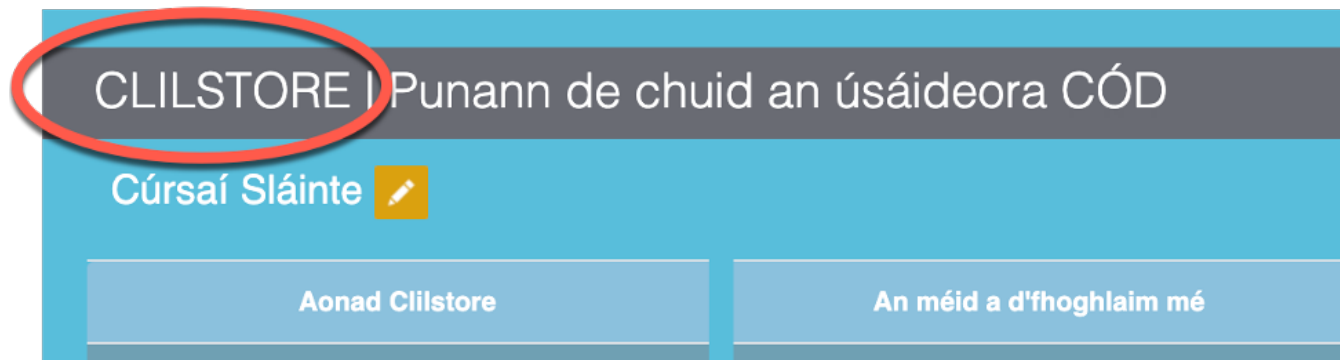 CLILSTORE | Punann de chuid an úsáideora CÓD
Cúrsaí Sláinte
Aonad Clilstore
An méid a d'fhoghlaim mé